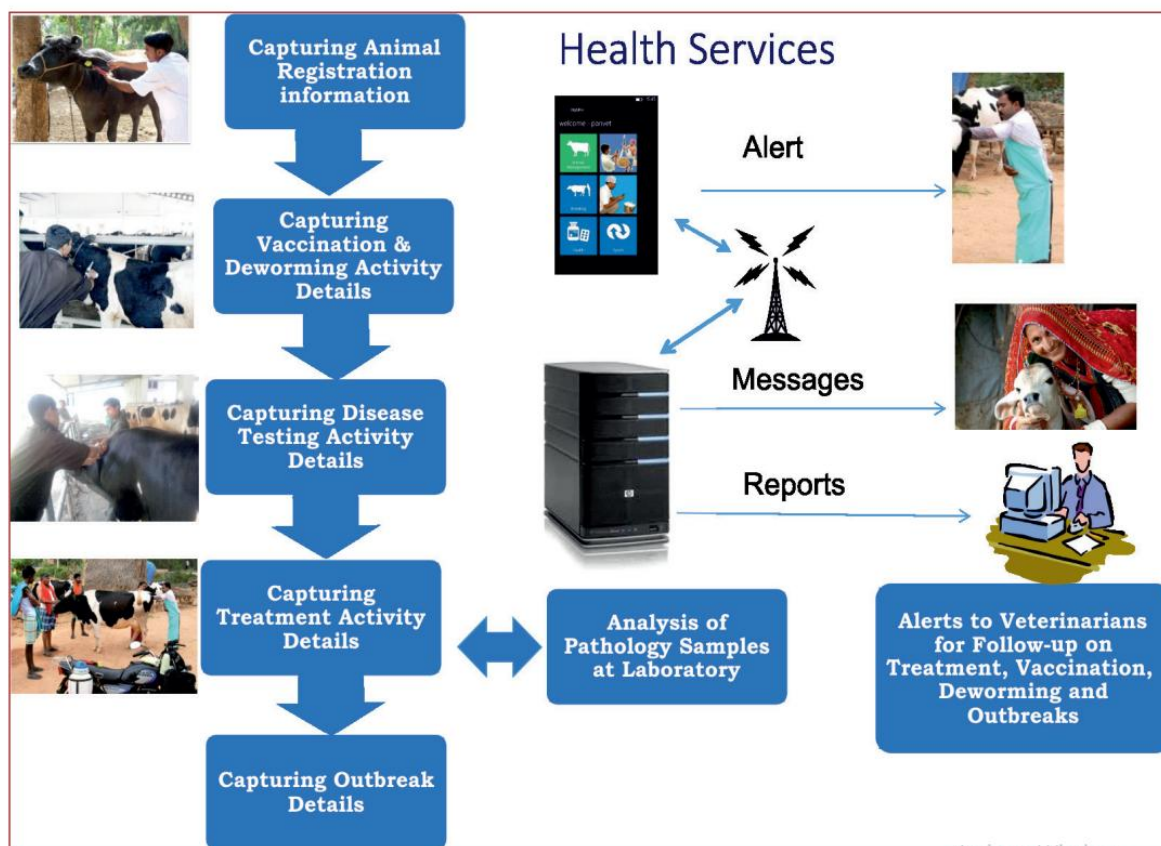 Health Services
Capturing Animal
Registration
information
Capturing
Vaccination &
Deworming Activity
Details
Capturing Disease
Testing Activity
Details
Capturing
Treatment Activity
Details
Capturing Outbreak
Details
welcome - panvet
Alert
Messages
Reports
Analysis of
Pathology Samples
at Laboratory
Alerts to Veterinarians
for Follow-up on
Treatment, Vaccination,
Deworming and
Outbreaks